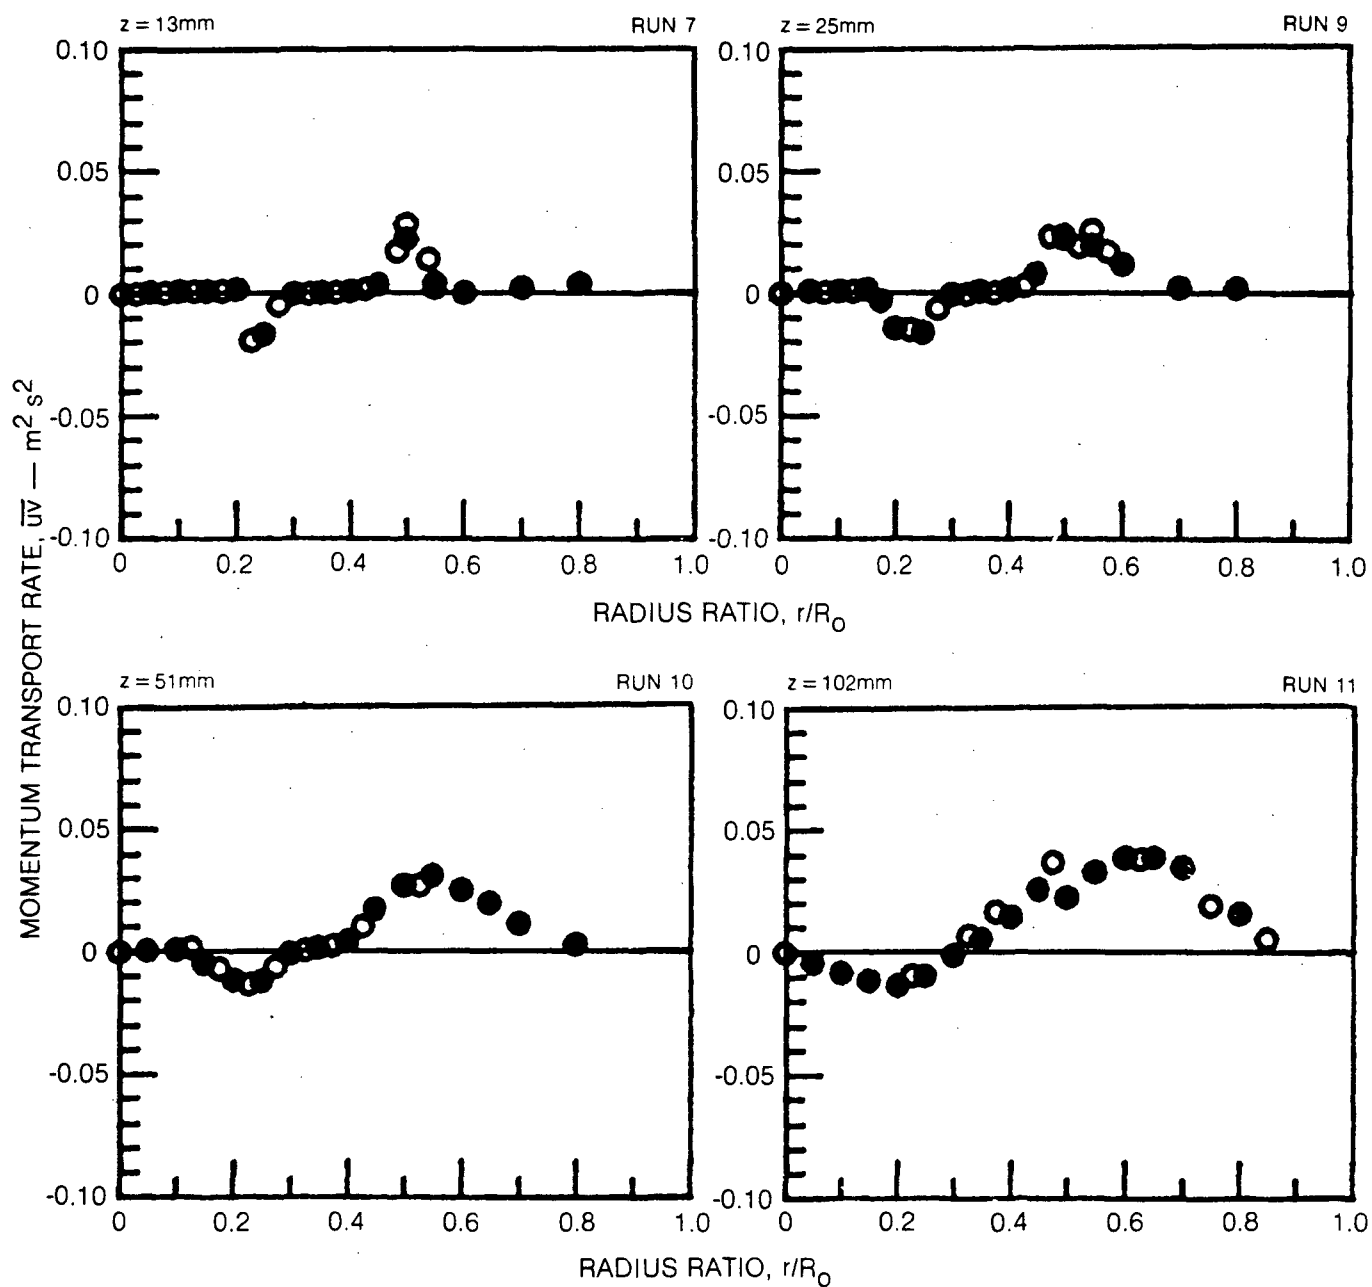 z = 13mm RUN 7
0.10
0.05
0
-0.05
-0.10
0 0.2 0.4 0.6 0.8 1.0
z = 25mm RUN 9
0.10
0.05
0
-0.05
-0.10
0 0.2 0.4 0.6 0.8 1.0
RADIUS RATIO, r/Ro
MOMENTUM TRANSPORT RATE, u̅v̅ — m² s²
z = 51mm RUN 10
0.10
0.05
0
-0.05
-0.10
0 0.2 0.4 0.6 0.8 1.0
z = 102mm RUN 11
0.10
0.05
0
-0.05
-0.10
0 0.2 0.4 0.6 0.8 1.0
RADIUS RATIO, r/Ro